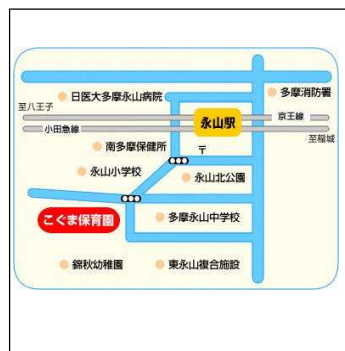 日医大多摩永山病院
多摩消防署
至八王子
永山駅
京王線
小田急線
至稲城
南多摩保健所
〒
永山小学校
永山北公園
こぐま保育園
多摩永山中学校
錦秋幼稚園
東永山複合施設